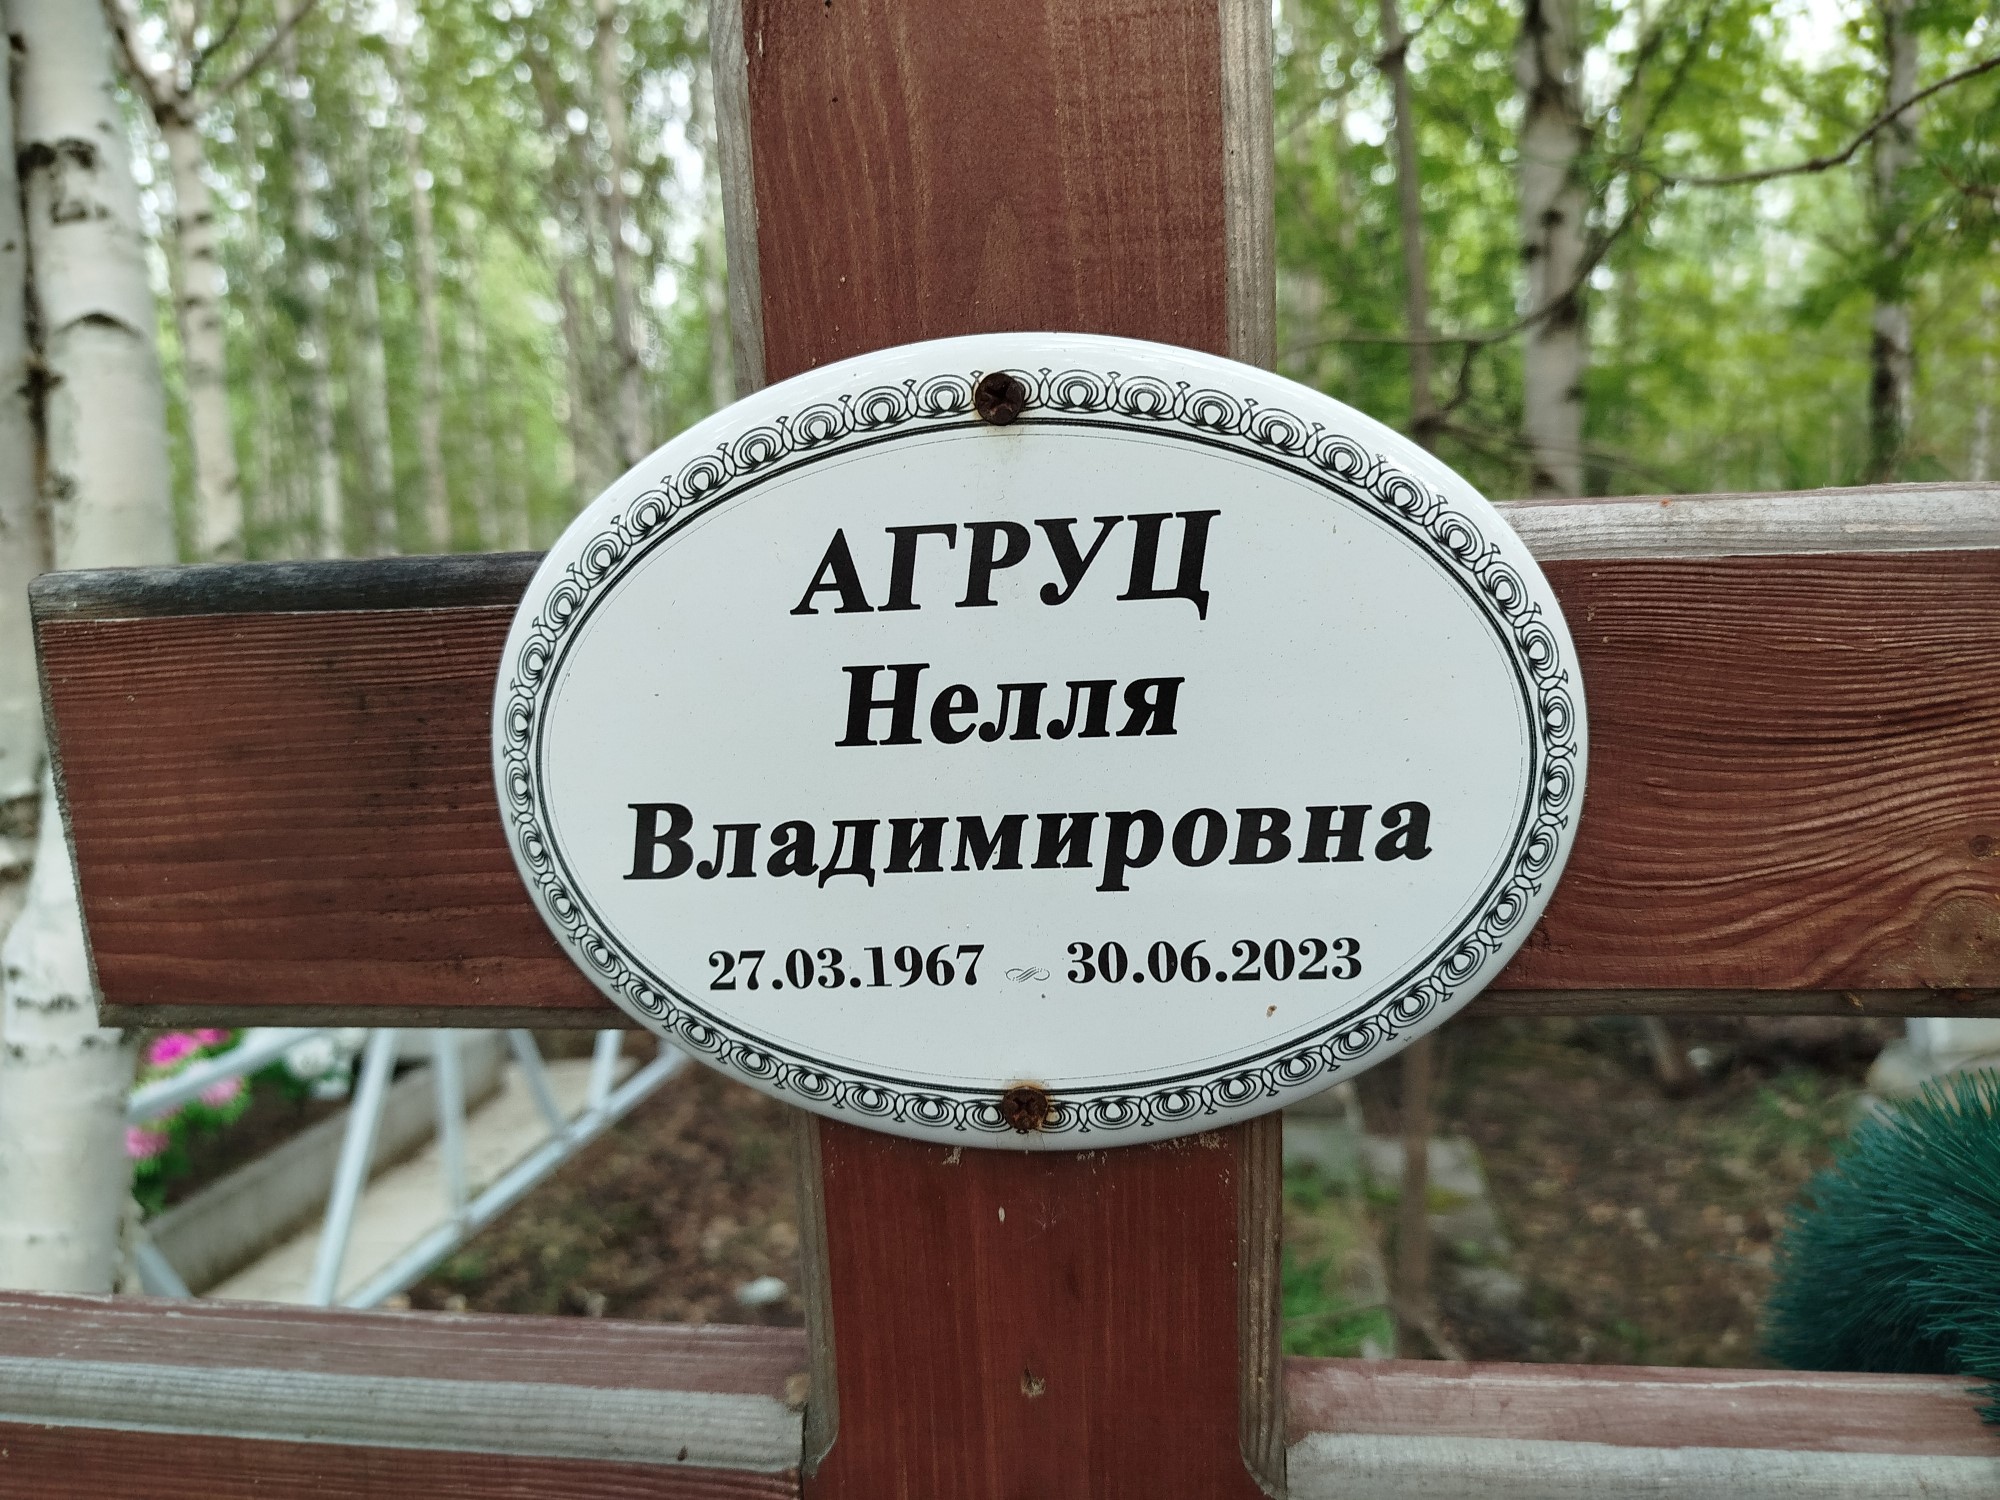 АГРУЦ
Нелля
Владимировна
27.03.1967 30.06.2023